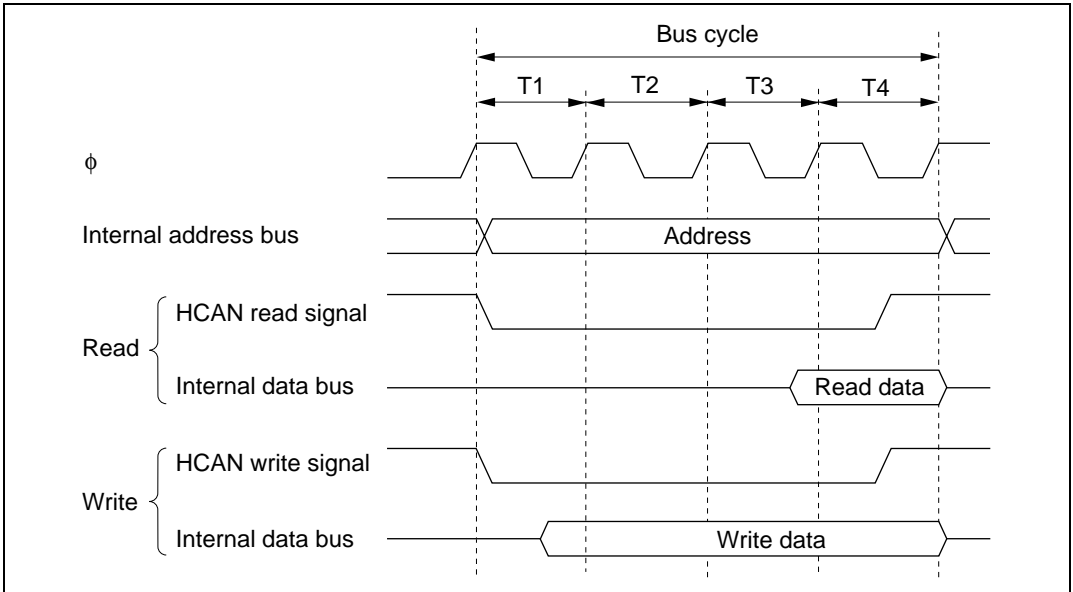 Bus cycle
T1 T2 T3 T4
ϕ
Internal address bus Address
HCAN read signal
Read
Internal data bus Read data
HCAN write signal
Write
Internal data bus Write data